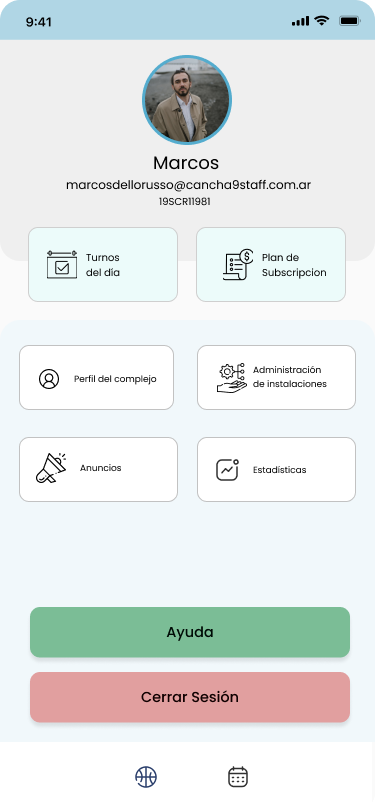 9:41
Marcos
marcosdellorusso@cancha9staff.com.ar
19SCR11981
Turnos
del día
Plan de
Subscripcion
Perfil del complejo
Administración
de instalaciones
Anuncios
Estadísticas
Ayuda
Cerrar Sesión